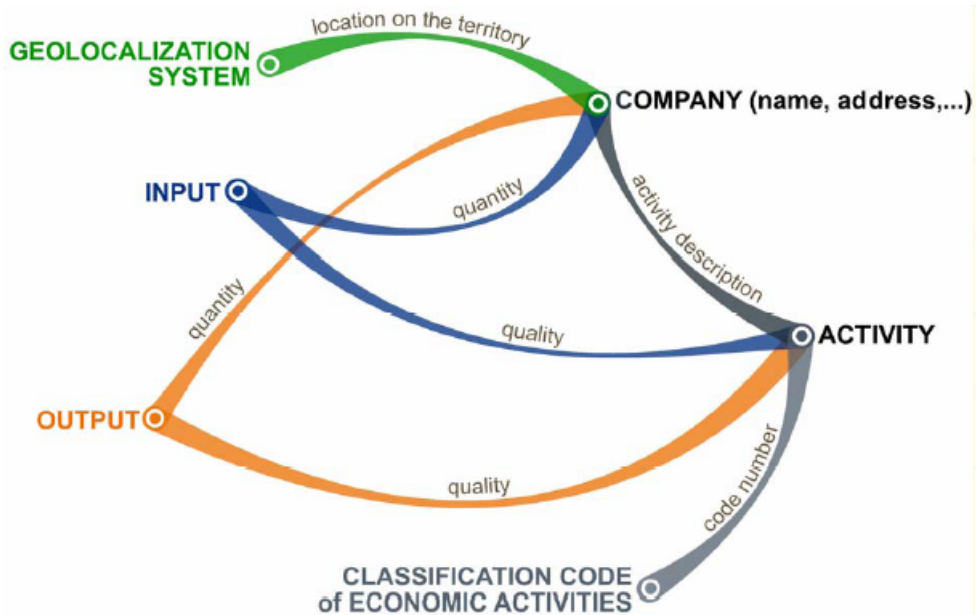 location on the territory
GEOLOCALIZATION
SYSTEM
COMPANY (name, address,...)
INPUT
quantity
activity description
quantity
quality
ACTIVITY
OUTPUT
quality
code number
CLASSIFICATION CODE
of ECONOMIC ACTIVITIES